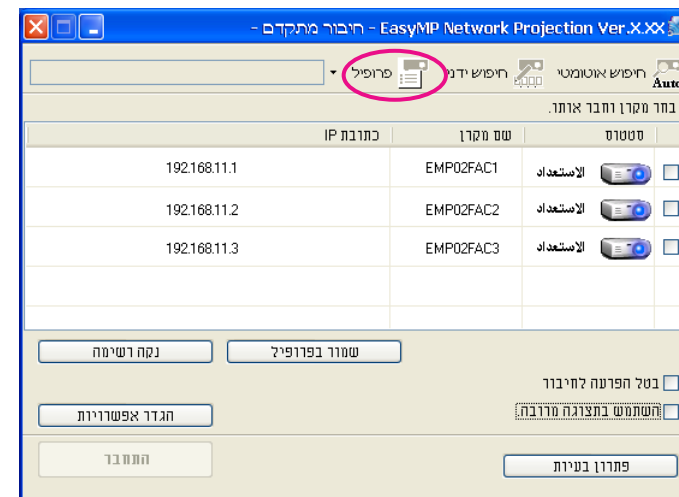 EasyMP Network Projection Ver.X.XX - חיבור מתקדם -
חיפוש אוטומטי חיפוש ידני פרופיל
בחר מקרן וחבר אותו.
סטטוס שם מקרן כתובת IP
الاستعداد EMP02FAC1 192.168.11.1
الاستعداد EMP02FAC2 192.168.11.2
الاستعداد EMP02FAC3 192.168.11.3
שמור בפרופיל נקה רשימה
בטל הפרעה לחיבור
השתמש בתצוגה מרובה.
הגדר אפשרויות
פתרון בעיות התחבר